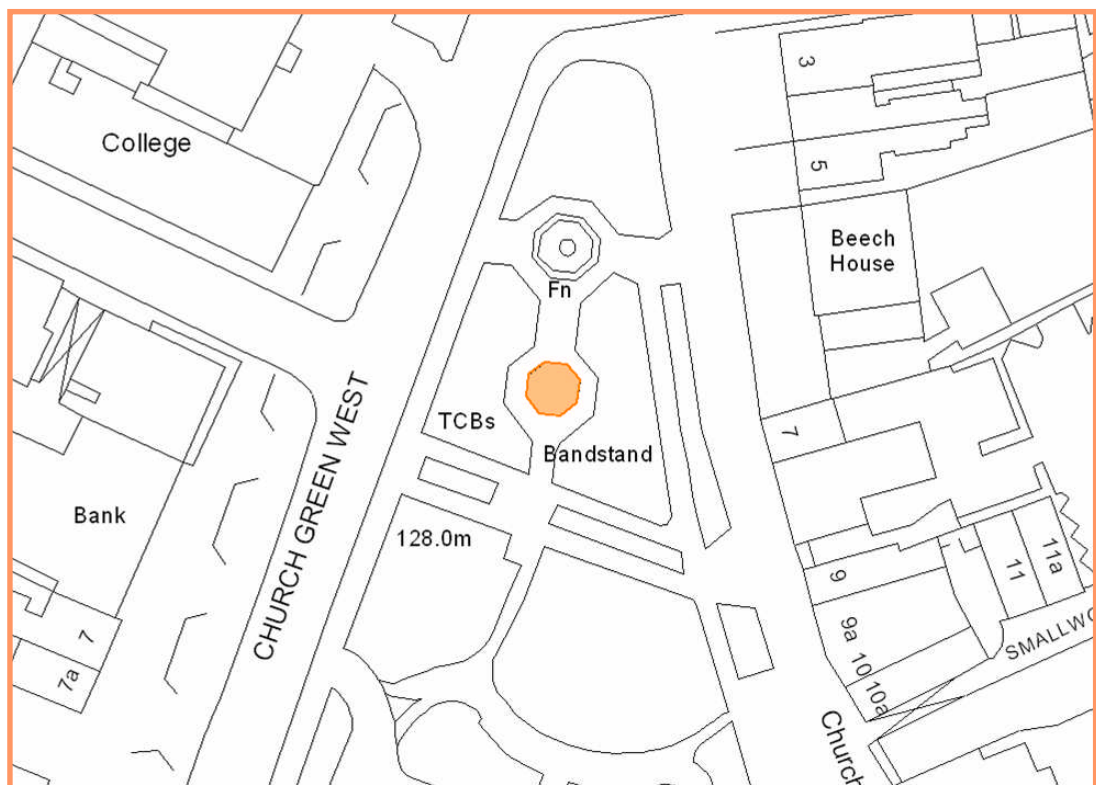 3
College
5
Beech
House
Fn
TCBs
7
Bandstand
CHURCH GREEN WEST
Bank
128.0m
11a
11
9
7
9a
10
10a
7a
SMALLWO
Church